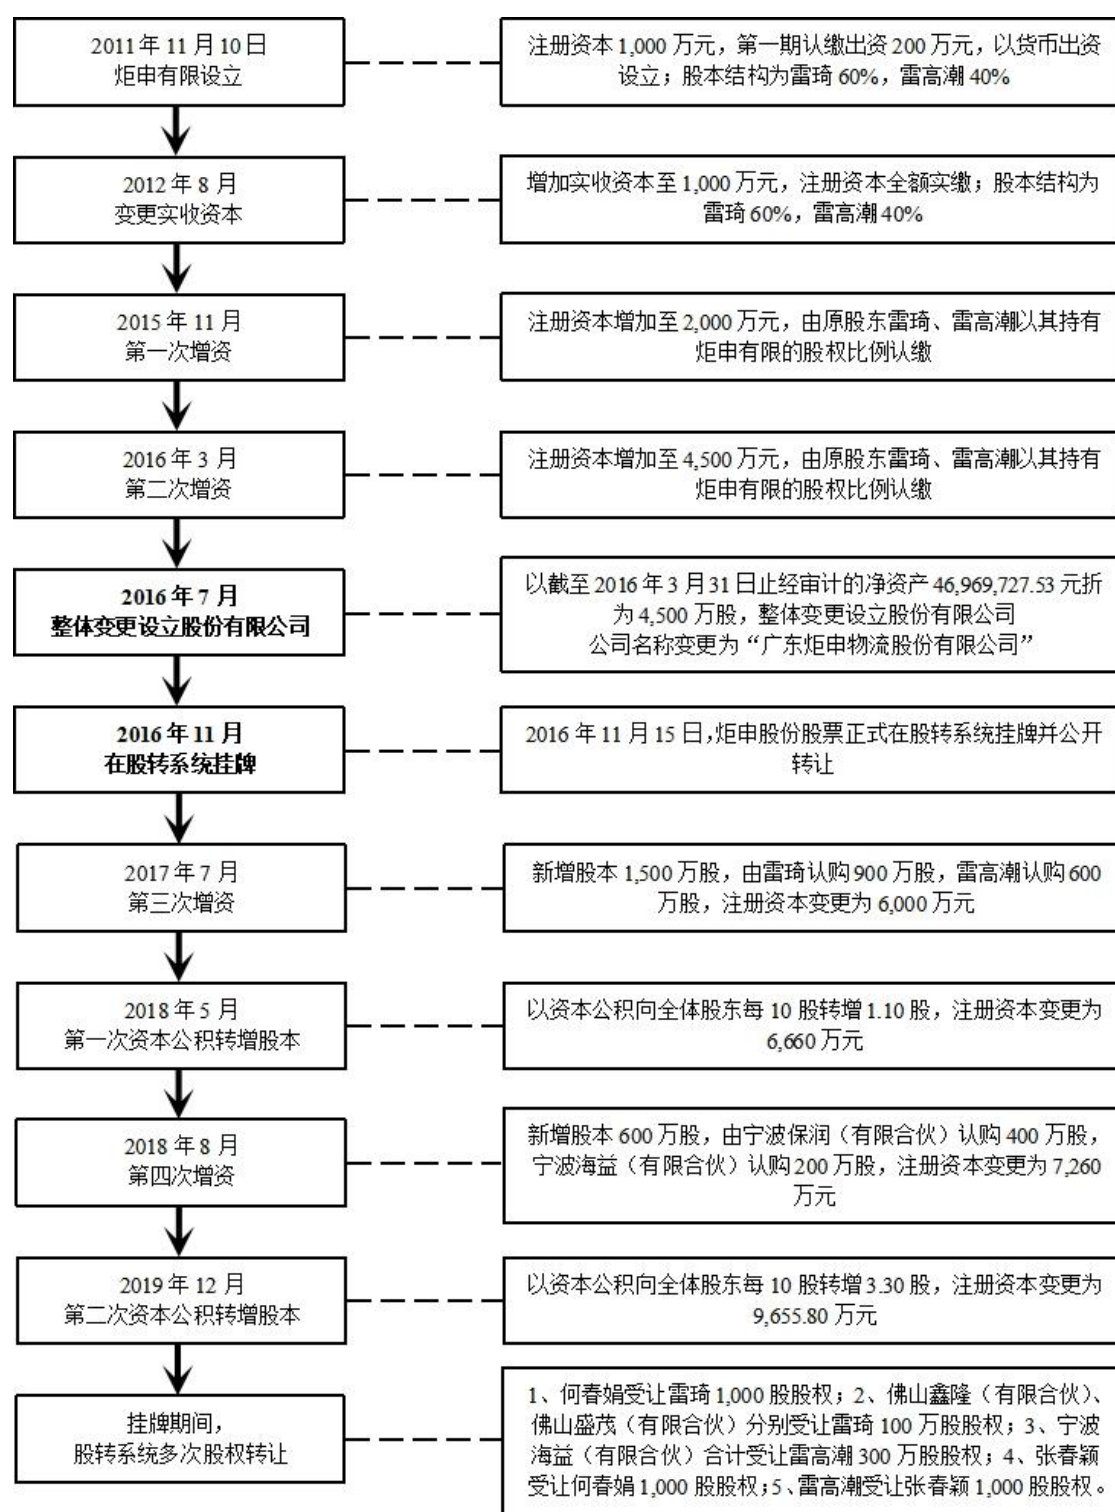 2011年11月10日
炬申有限设立
注册资本1,000万元，第一期认缴出资200万元，以货币出资
设立；股本结构为雷琦60%，雷高潮40%
2012年8月
变更实收资本
增加实收资本至1,000万元，注册资本全额实缴；股本结构为
雷琦60%，雷高潮40%
2015年11月
第一次增资
注册资本增加至2,000万元，由原股东雷琦、雷高潮以其持有
炬申有限的股权比例认缴
2016年3月
第二次增资
注册资本增加至4,500万元，由原股东雷琦、雷高潮以其持有
炬申有限的股权比例认缴
2016年7月
整体变更设立股份有限公司
以截至2016年3月31日止经审计的净资产46,969,727.53元折
为4,500万股，整体变更设立股份有限公司
公司名称变更为“广东炬申物流股份有限公司”
2016年11月
在股转系统挂牌
2016年11月15日，炬申股份股票正式在股转系统挂牌并公开
转让
2017年7月
第三次增资
新增股本1,500万股，由雷琦认购900万股，雷高潮认购600
万股，注册资本变更为6,000万元
2018年5月
第一次资本公积转增股本
以资本公积向全体股东每10股转增1.10股，注册资本变更为
6,660万元
2018年8月
第四次增资
新增股本600万股，由宁波保润（有限合伙）认购400万股，
宁波海益（有限合伙）认购200万股，注册资本变更为7,260
万元
2019年12月
第二次资本公积转增股本
以资本公积向全体股东每10股转增3.30股，注册资本变更为
9,655.80万元
挂牌期间，
股转系统多次股权转让
1、何春娟受让雷琦1,000股股权；2、佛山鑫隆（有限合伙）、
佛山盛茂（有限合伙）分别受让雷琦100万股股权；3、宁波
海益（有限合伙）合计受让雷高潮300万股股权；4、张春颖
受让何春娟1,000股股权；5、雷高潮受让张春颖1,000股股权。